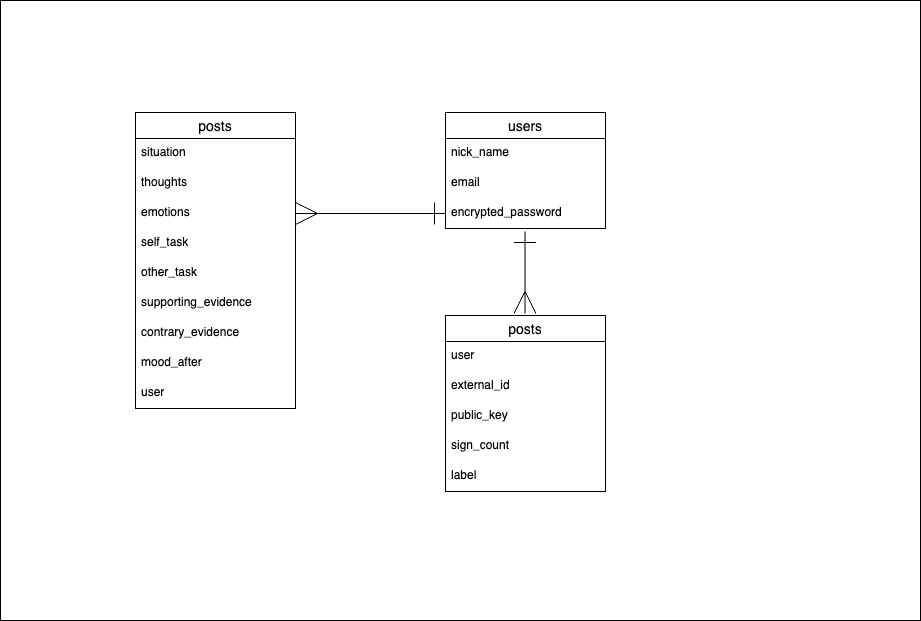 posts
situation
thoughts
emotions
self_task
other_task
supporting_evidence
contrary_evidence
mood_after
user
users
nick_name
email
encrypted_password
posts
user
external_id
public_key
sign_count
label